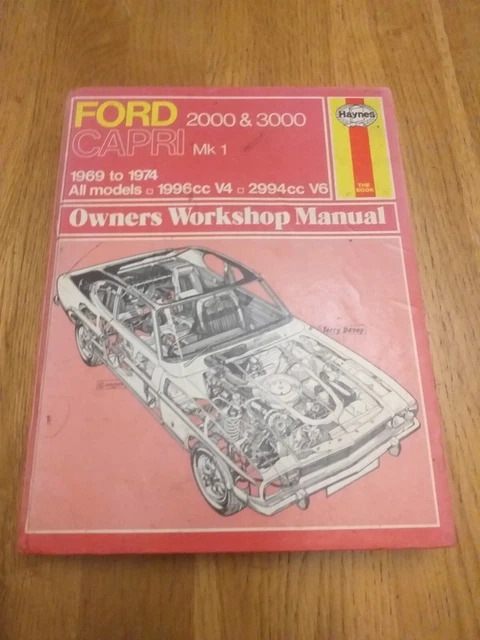 FORD 2000 & 3000
CAPRI Mk 1
Haynes
1969 to 1974
All models ▫ 1996cc V4 ▫ 2994cc V6
THE
BOOK
Owners Workshop Manual
Terry Davey